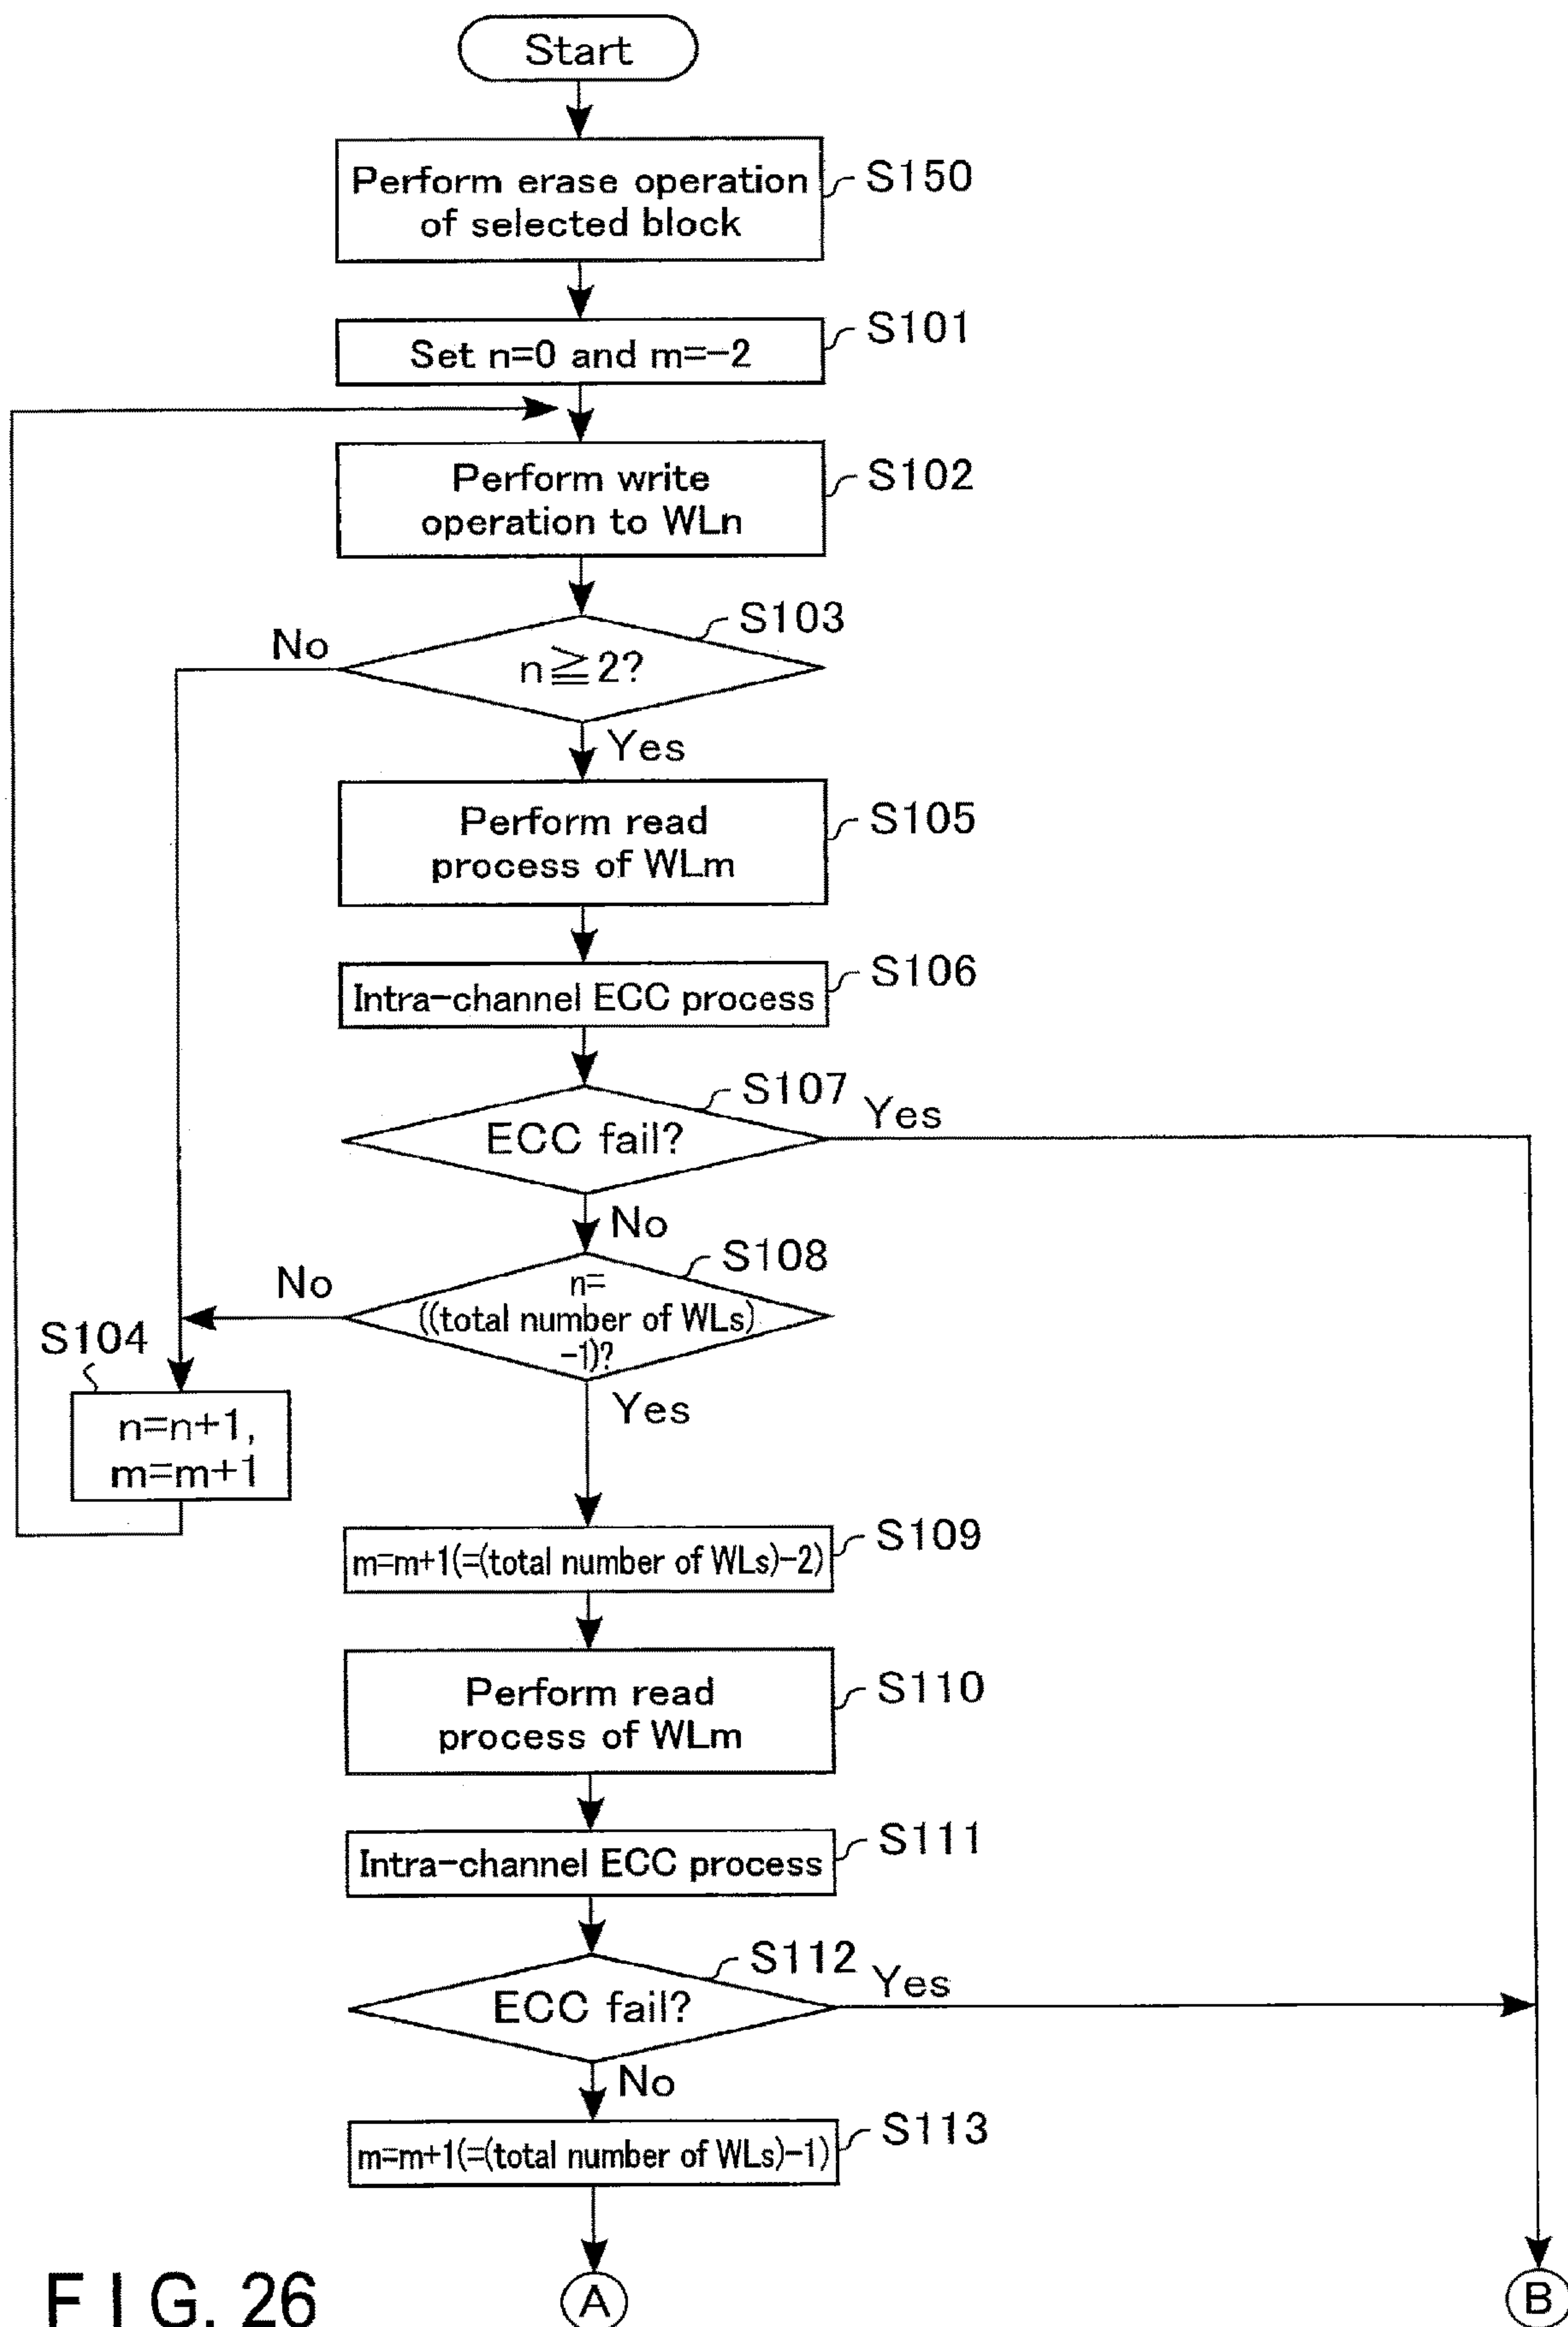 Start
Perform erase operation
of selected block
S150
Set n=0 and m=-2
S101
Perform write
operation to WLn
S102
S103
No
n≧2?
Yes
Perform read
process of WLm
S105
Intra-channel ECC process
S106
S107
Yes
ECC fail?
No
S108
No
n=
((total number of WLs)
-1)?
Yes
S104
n=n+1,
m=m+1
m=m+1(=(total number of WLs)-2)
S109
Perform read
process of WLm
S110
Intra-channel ECC process
S111
S112
Yes
ECC fail?
No
m=m+1(=(total number of WLs)-1)
S113
A
B
FIG. 26